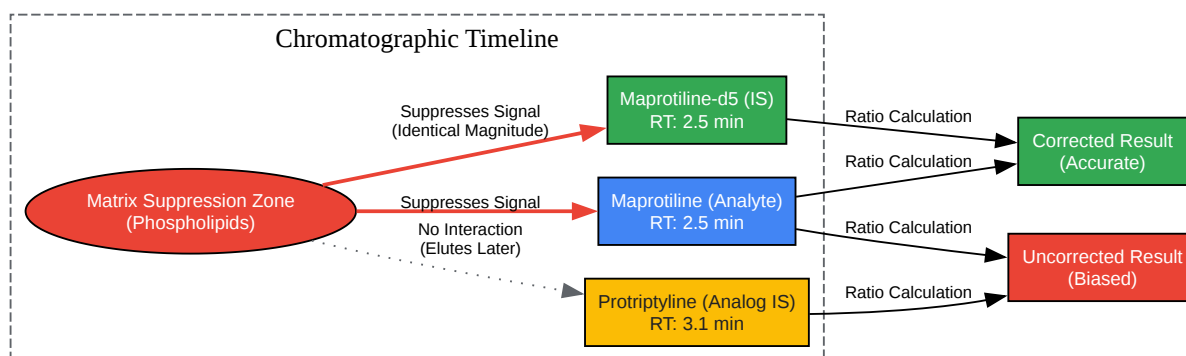 Chromatographic Timeline
Suppresses Signal
(Identical Magnitude)
Maprotiline-d5 (IS)
RT: 2.5 min
Ratio Calculation
Corrected Result
(Accurate)
Ratio Calculation
Matrix Suppression Zone
(Phospholipids)
Suppresses Signal
Maprotiline (Analyte)
RT: 2.5 min
No Interaction
(Elutes Later)
Ratio Calculation
Uncorrected Result
(Biased)
Protriptyline (Analog IS)
RT: 3.1 min
Ratio Calculation